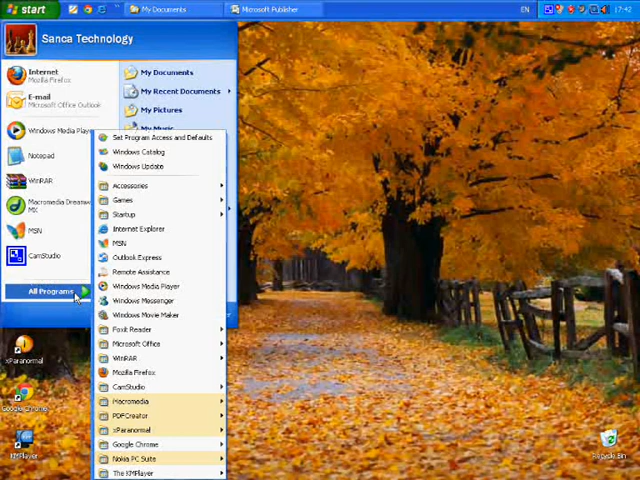 start
My Documents
Microsoft Publisher
EN
17:42
Sanca Technology
Internet
Mozilla Firefox
E-mail
Microsoft Office Outlook
Windows Media Play
Notepad
WinRAR
Macromedia Dreamw
MX
MSN
CamStudio
All Programs
My Documents
My Recent Documents
My Pictures
My Music
Set Program Access and Defaults
Windows Catalog
Windows Update
Accessories
Games
Startup
Internet Explorer
MSN
Outlook Express
Remote Assistance
Windows Media Player
Windows Messenger
Windows Movie Maker
Foxit Reader
Microsoft Office
WinRAR
Mozilla Firefox
CamStudio
Macromedia
PDFCreator
xParanormal
Google Chrome
Nokia PC Suite
The KMPlayer
xParanormal
Google Chrome
KMPlayer
Recycle Bin